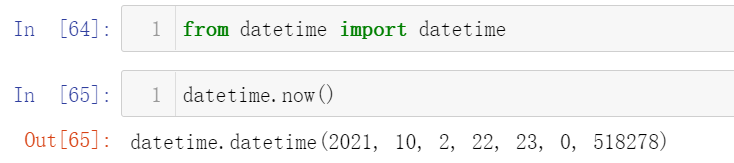 In [64]: 1 from datetime import datetime
In [65]: 1 datetime.now()
Out[65]: datetime.datetime(2021, 10, 2, 22, 23, 0, 518278)